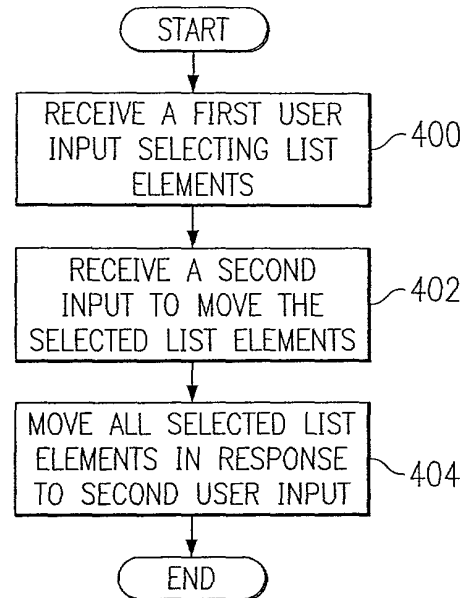 START
RECEIVE A FIRST USER
INPUT SELECTING LIST
ELEMENTS
400
RECEIVE A SECOND
INPUT TO MOVE THE
SELECTED LIST ELEMENTS
402
MOVE ALL SELECTED LIST
ELEMENTS IN RESPONSE
TO SECOND USER INPUT
404
END